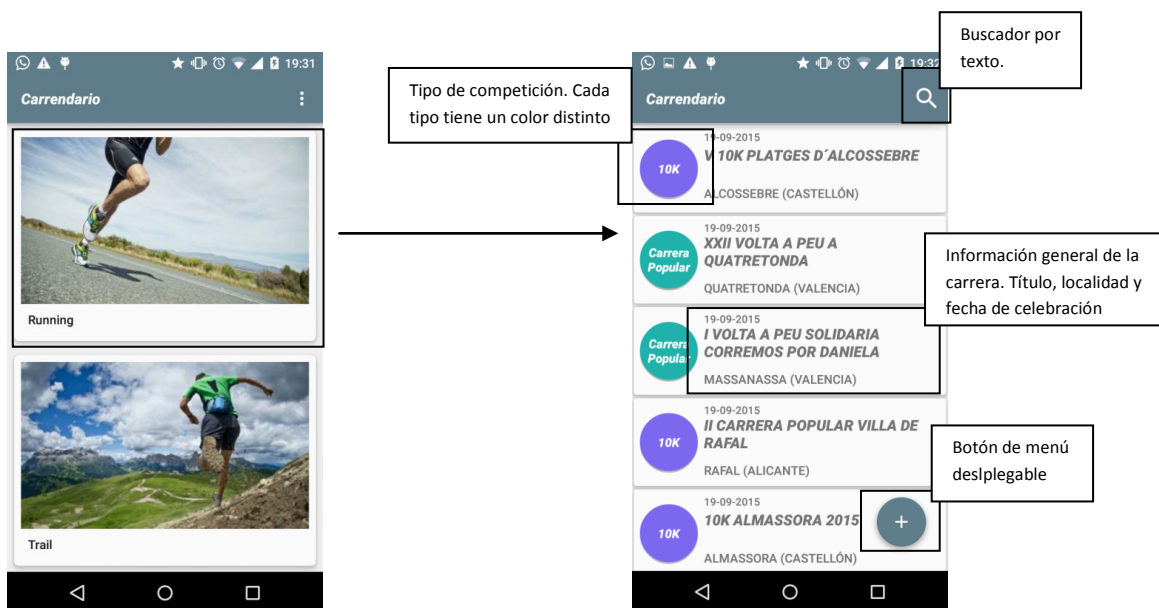 19:31
Carrendario
Running
Trail
Tipo de competición. Cada
tipo tiene un color distinto
Buscador por
texto.
19:32
Carrendario
10K
19-09-2015
V 10K PLATGES D´ALCOSSEBRE
ALCOSSEBRE (CASTELLÓN)
Carrera
Popular
19-09-2015
XXII VOLTA A PEU A
QUATRETONDA
QUATRETONDA (VALENCIA)
Información general de la
carrera. Título, localidad y
fecha de celebración
Carrera
Popular
19-09-2015
I VOLTA A PEU SOLIDARIA
CORREMOS POR DANIELA
MASSANASSA (VALENCIA)
10K
19-09-2015
II CARRERA POPULAR VILLA DE
RAFAL
RAFAL (ALICANTE)
Botón de menú
deslplegable
10K
19-09-2015
10K ALMASSORA 2015
ALMASSORA (CASTELLÓN)
+